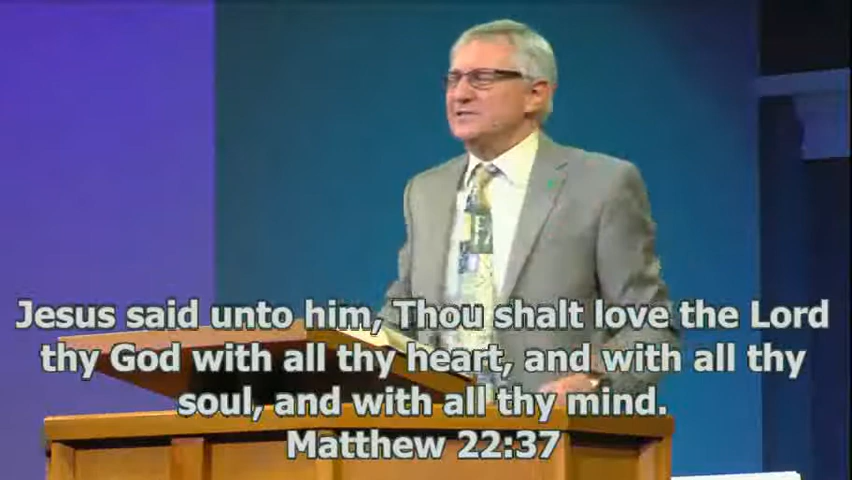 Jesus said unto him, Thou shalt love the Lord
thy God with all thy heart, and with all thy
soul, and with all thy mind.
Matthew 22:37